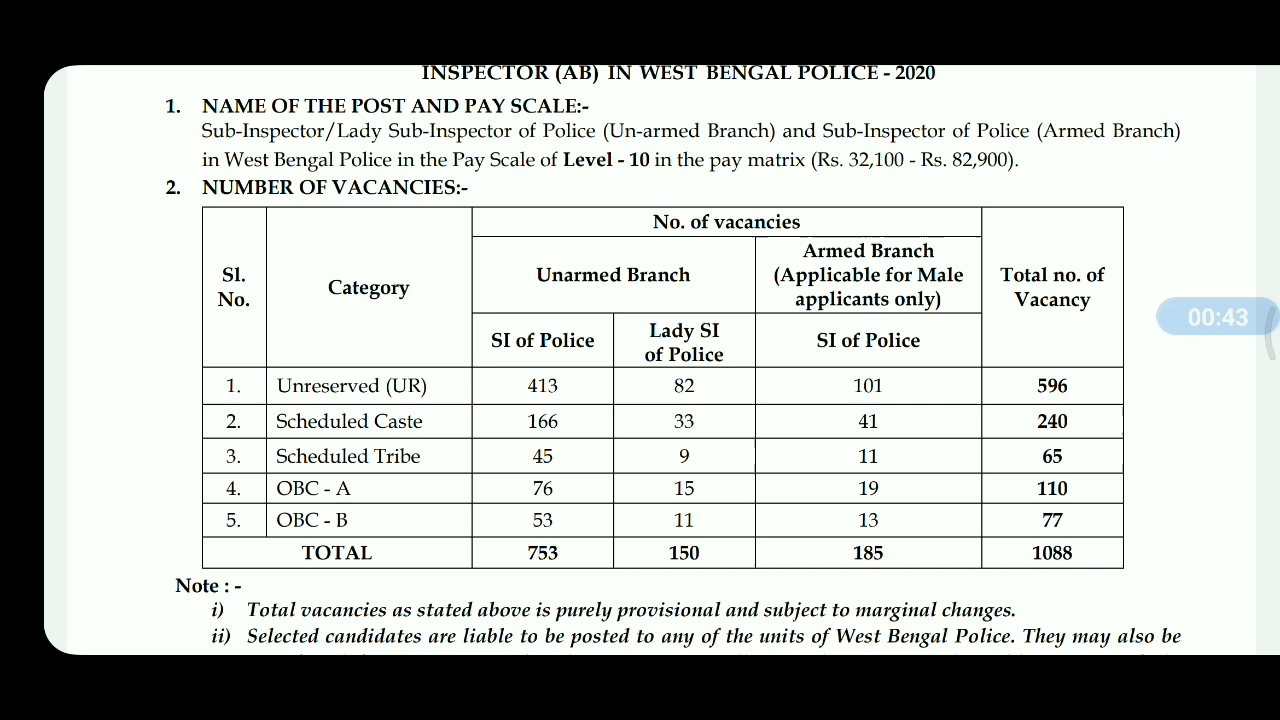 INSPECTOR (AB) IN WEST BENGAL POLICE - 2020
1. NAME OF THE POST AND PAY SCALE:-
Sub-Inspector/Lady Sub-Inspector of Police (Un-armed Branch) and Sub-Inspector of Police (Armed Branch)
in West Bengal Police in the Pay Scale of Level - 10 in the pay matrix (Rs. 32,100 - Rs. 82,900).
2. NUMBER OF VACANCIES:-
Sl. No. Category No. of vacancies Total no. of Vacancy
Unarmed Branch Armed Branch (Applicable for Male applicants only)
SI of Police Lady SI of Police SI of Police
1. Unreserved (UR) 413 82 101 596
2. Scheduled Caste 166 33 41 240
3. Scheduled Tribe 45 9 11 65
4. OBC - A 76 15 19 110
5. OBC - B 53 11 13 77
TOTAL 753 150 185 1088
Note : -
i) Total vacancies as stated above is purely provisional and subject to marginal changes.
ii) Selected candidates are liable to be posted to any of the units of West Bengal Police. They may also be
00:43